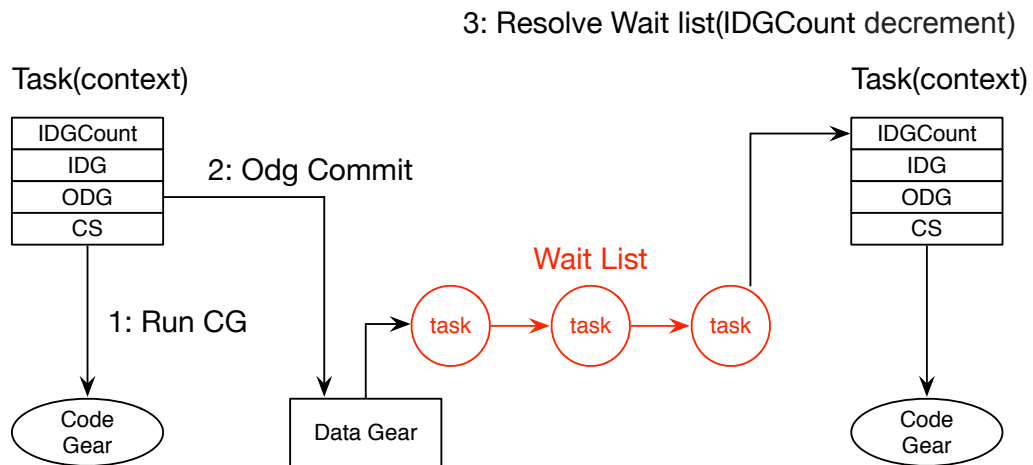 3: Resolve Wait list(IDGCount decrement)
Task(context)
Task(context)
IDGCount
IDG
ODG
CS
2: Odg Commit
IDGCount
IDG
ODG
CS
Wait List
1: Run CG
task
task
task
Code
Gear
Data Gear
Code
Gear